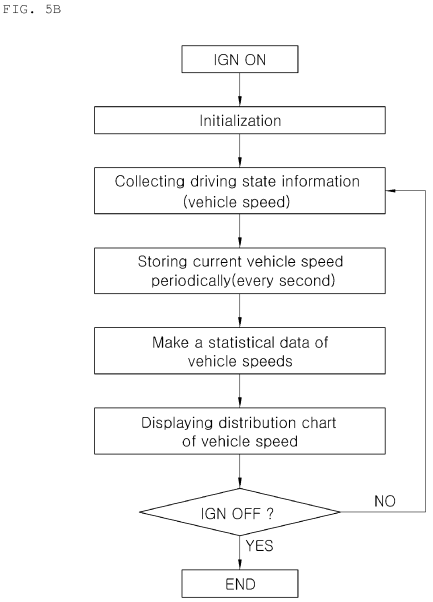 FIG. 5B
IGN ON
Initialization
Collecting driving state information
(vehicle speed)
Storing current vehicle speed
periodically(every second)
Make a statistical data of
vehicle speeds
Displaying distribution chart
of vehicle speed
IGN OFF ?
NO
YES
END